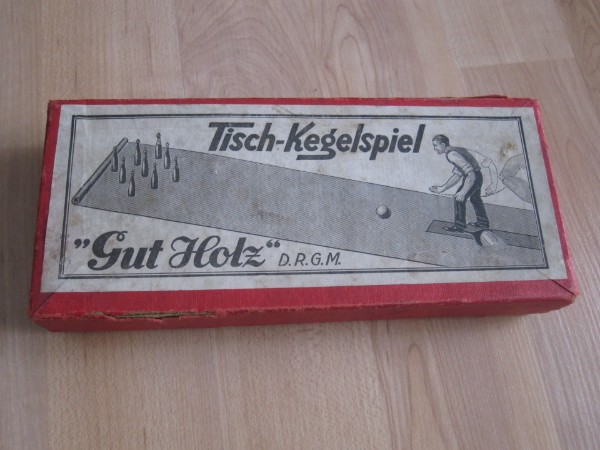 Tisch-Kegelspiel
„Gut Holz“ D.R.G.M.